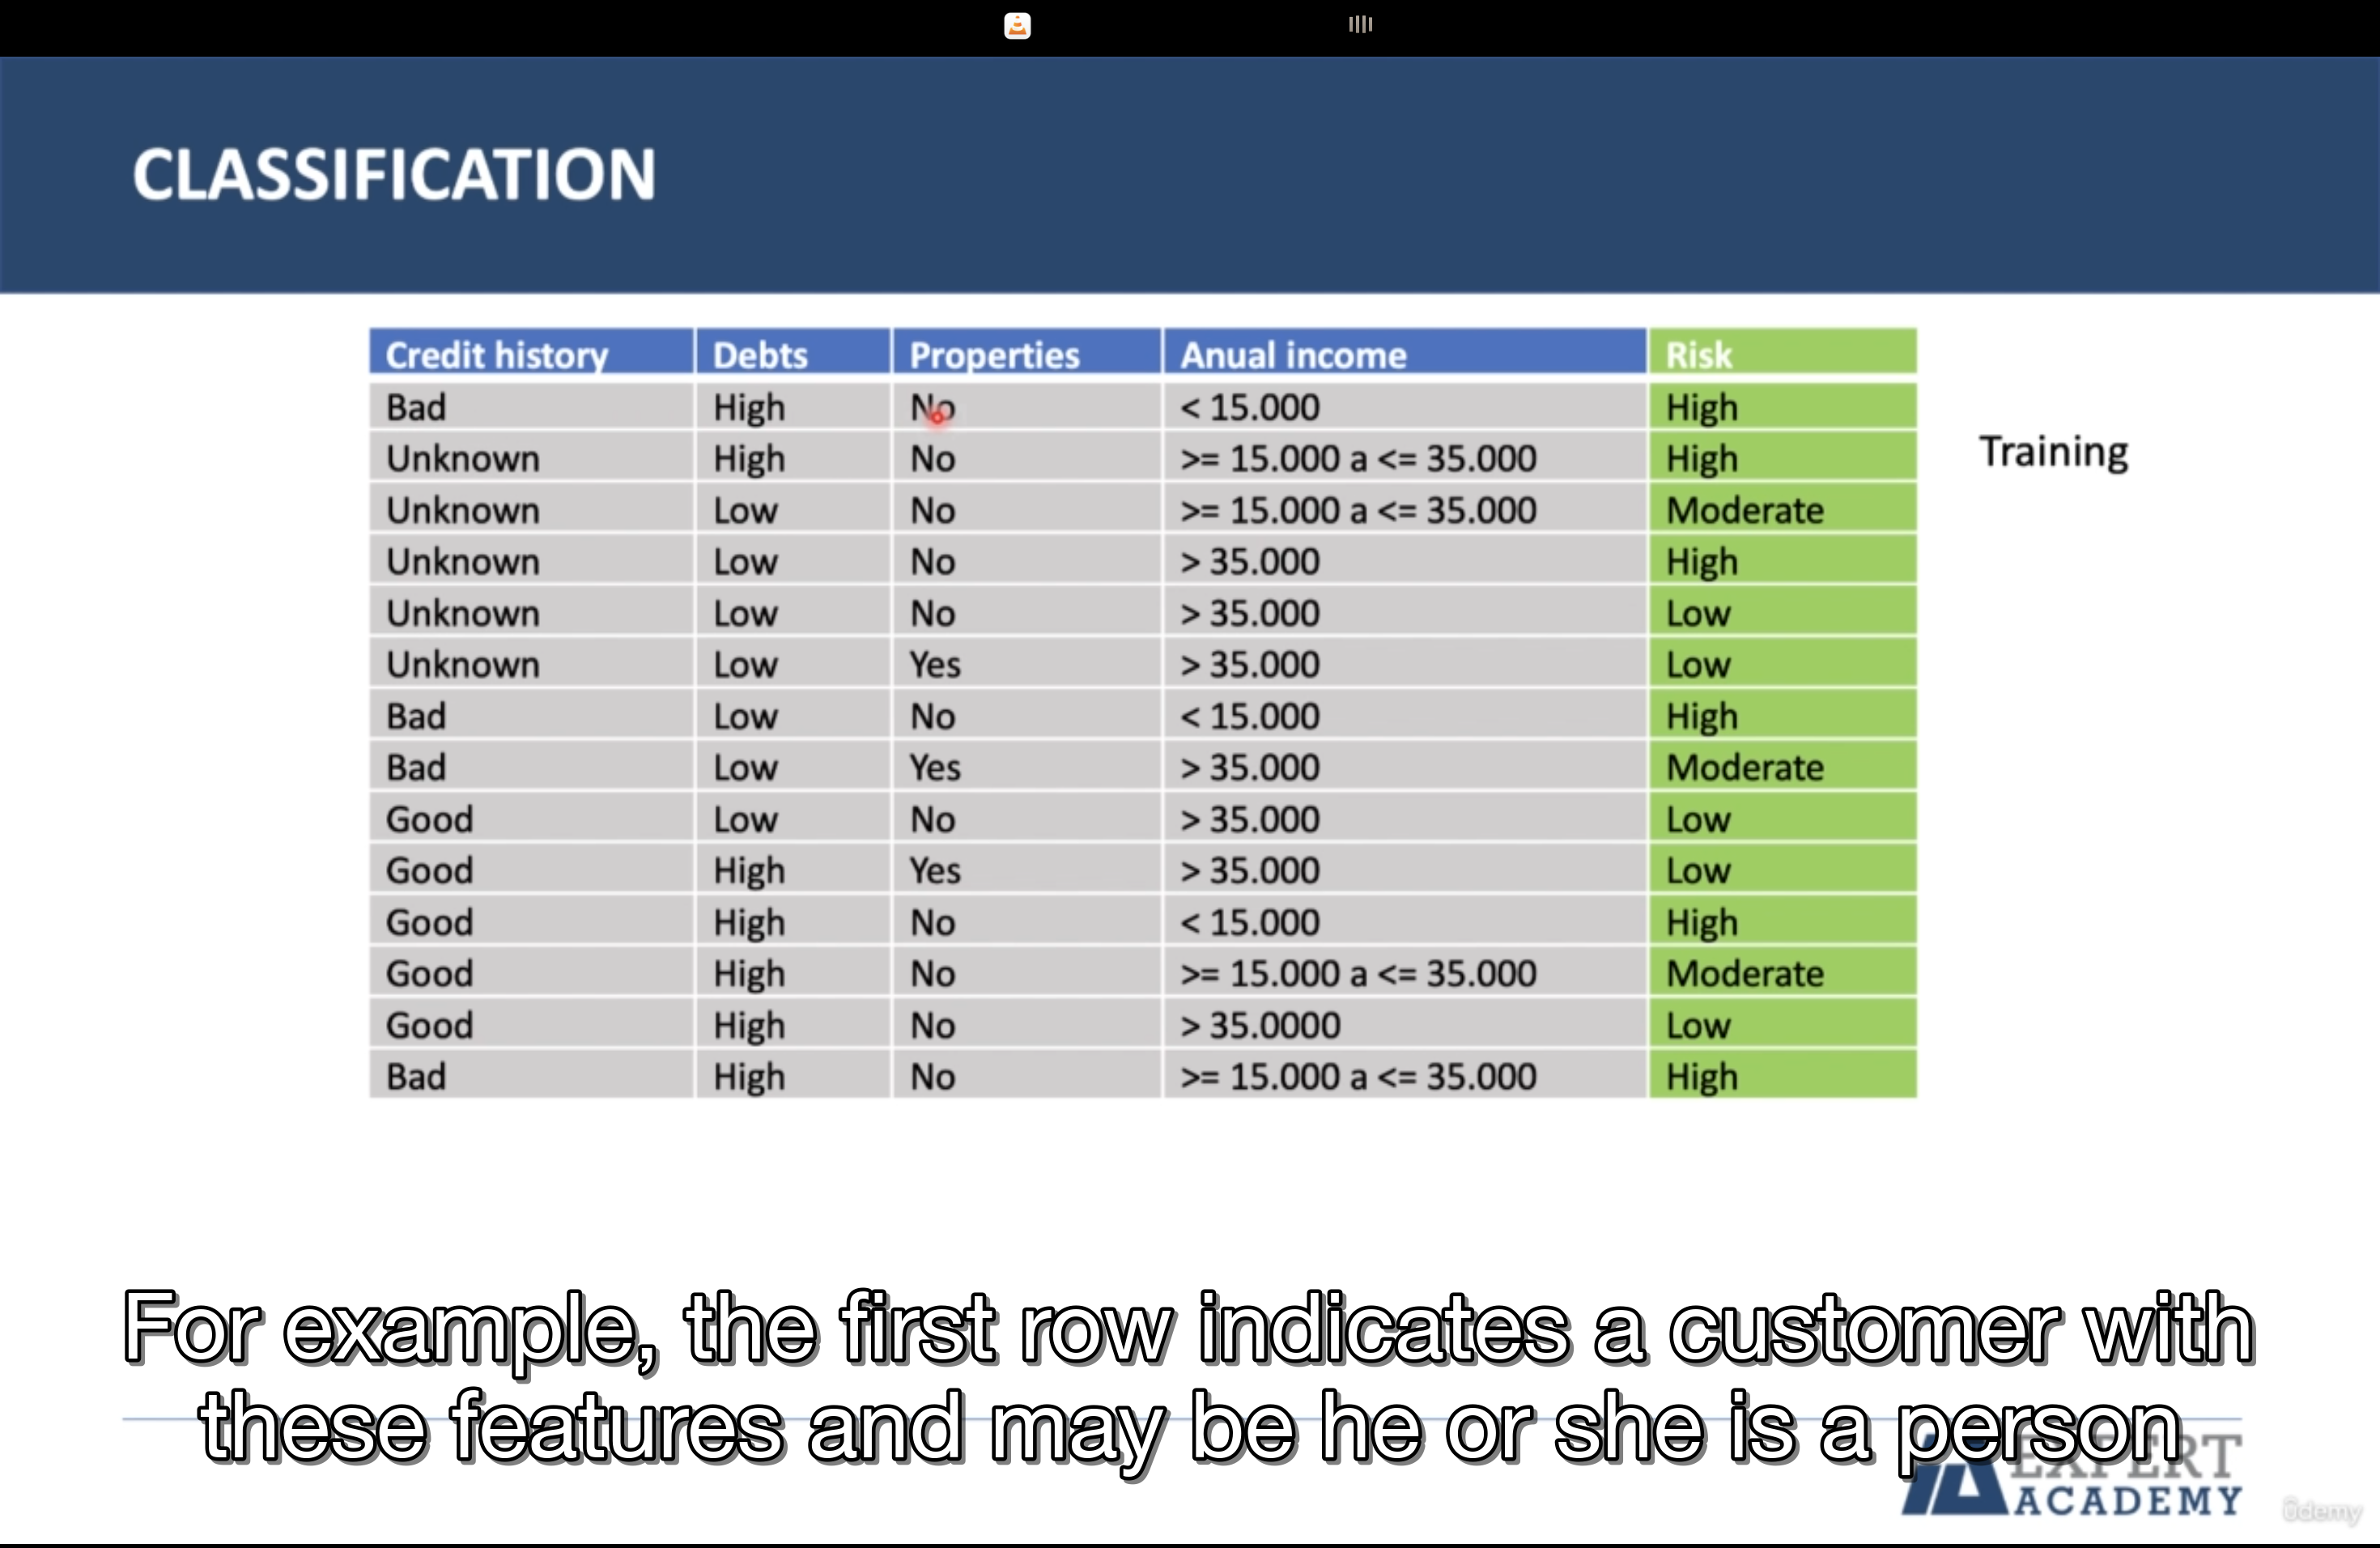 CLASSIFICATION
Credit history Debts Properties Anual income Risk
Bad High No < 15.000 High
Unknown High No >= 15.000 a <= 35.000 High
Training
Unknown Low No >= 15.000 a <= 35.000 Moderate
Unknown Low No > 35.000 High
Unknown Low No > 35.000 Low
Unknown Low Yes > 35.000 Low
Bad Low No < 15.000 High
Bad Low Yes > 35.000 Moderate
Good Low No > 35.000 Low
Good High Yes > 35.000 Low
Good High No < 15.000 High
Good High No >= 15.000 a <= 35.000 Moderate
Good High No > 35.0000 Low
Bad High No >= 15.000 a <= 35.000 High
For example, the first row indicates a customer with
these features and may be he or she is a person
EXPERT
ACADEMY
ûdemy